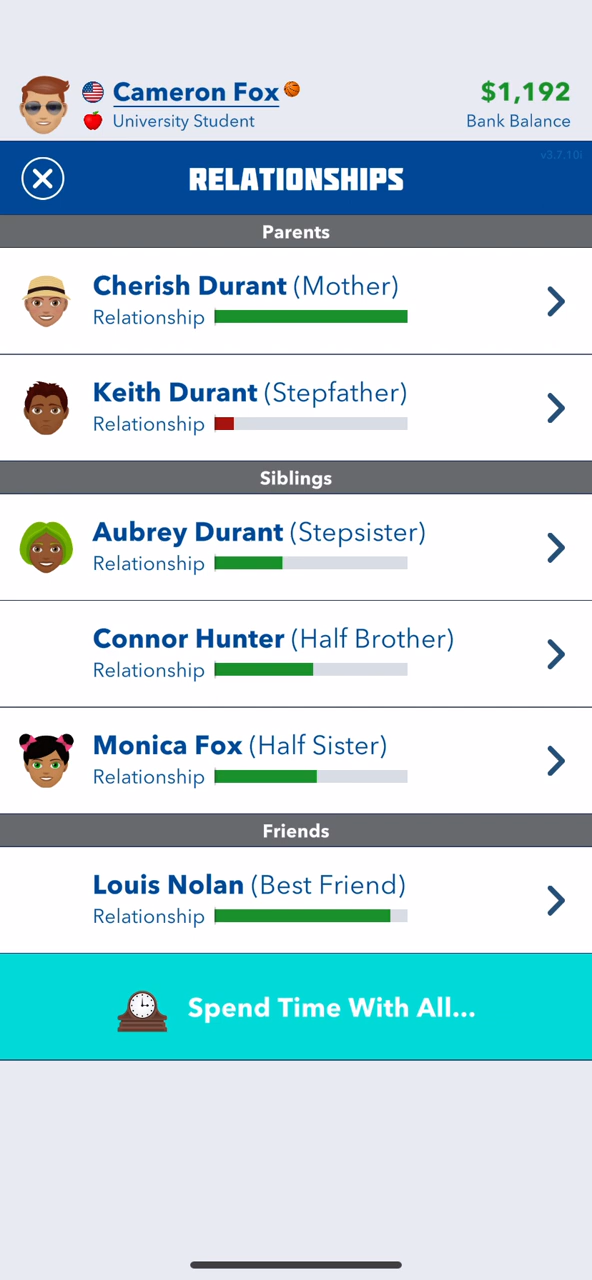 Cameron Fox
$1,192
University Student
Bank Balance
v3.7.10i
RELATIONSHIPS
Parents
Cherish Durant (Mother)
Relationship
Keith Durant (Stepfather)
Relationship
Siblings
Aubrey Durant (Stepsister)
Relationship
Connor Hunter (Half Brother)
Relationship
Monica Fox (Half Sister)
Relationship
Friends
Louis Nolan (Best Friend)
Relationship
Spend Time With All...